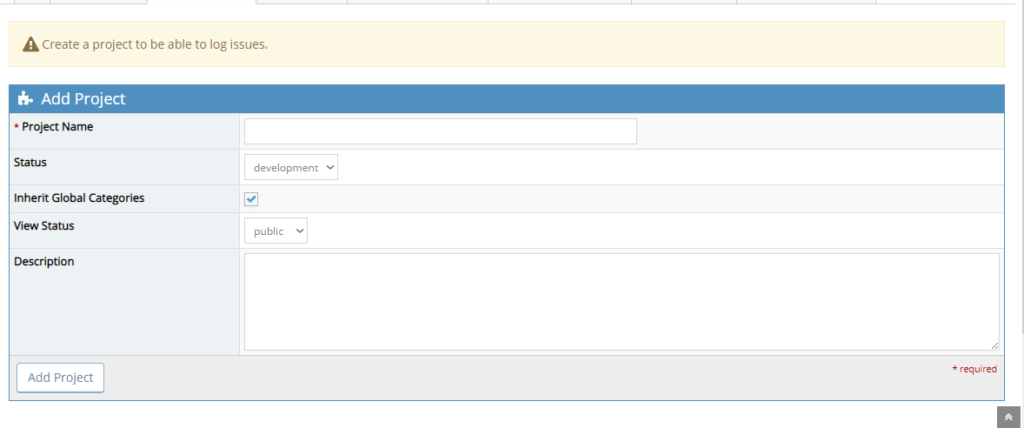 Create a project to be able to log issues.
Add Project
* Project Name
Status
development
Inherit Global Categories
View Status
public
Description
Add Project
* required